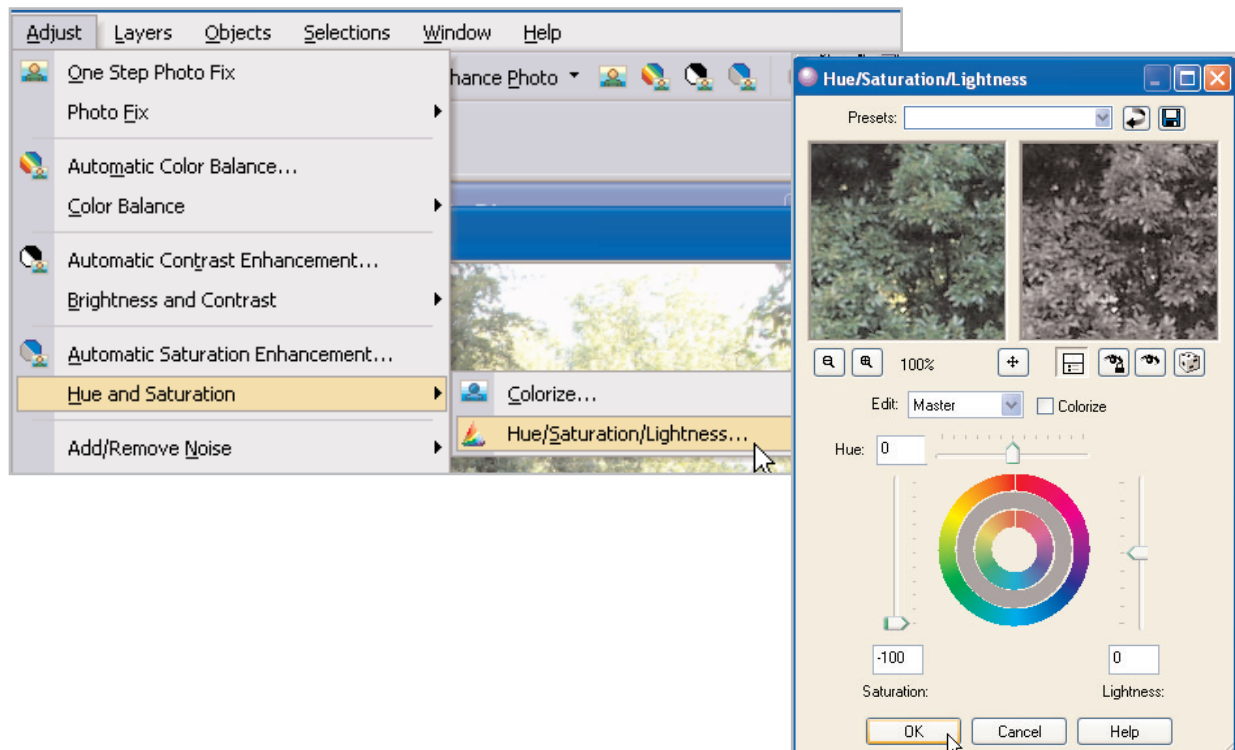 Adjust Layers Objects Selections Window Help
One Step Photo Fix
hance Photo
Photo Fix
Automatic Color Balance...
Color Balance
Automatic Contrast Enhancement...
Brightness and Contrast
Automatic Saturation Enhancement...
Hue and Saturation
Colorize...
Hue/Saturation/Lightness...
Add/Remove Noise
Hue/Saturation/Lightness
Presets:
100%
Edit: Master Colorize
Hue: 0
-100 0
Saturation: Lightness:
OK Cancel Help